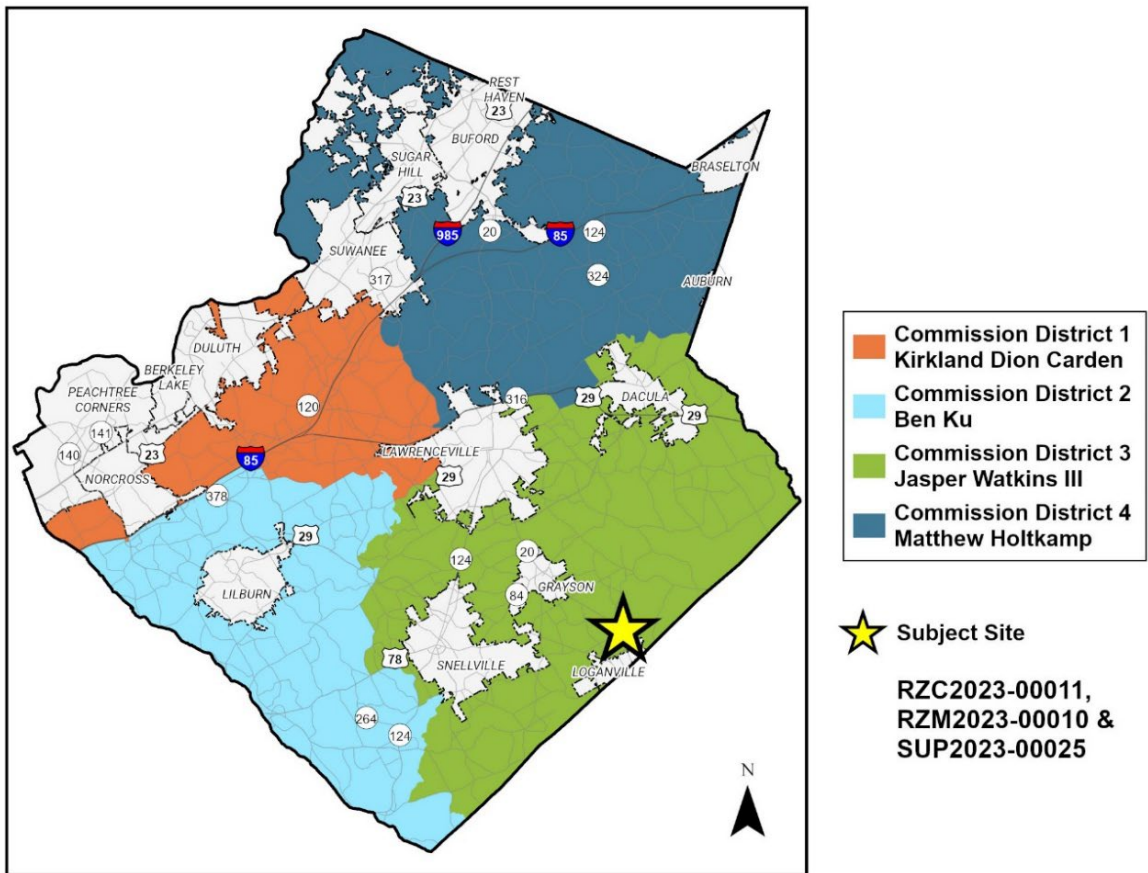 REST
HAVEN
23
BUFORD
SUGAR
HILL
23
BRASELTON
985
20
85
124
SUWANEE
317
324
AUBURN
DULUTH
BERKELEY
LAKE
PEACHTREE
CORNERS
120
316
29
DACULA
29
141
140
23
85
LAWRENCEVILLE
29
NORCROSS
378
29
124
20
GRAYSON
84
LILBURN
78
SNELLVILLE
LOGANVILLE
264
124
N
Commission District 1
Kirkland Dion Carden
Commission District 2
Ben Ku
Commission District 3
Jasper Watkins III
Commission District 4
Matthew Holtkamp
Subject Site
RZC2023-00011,
RZM2023-00010 &
SUP2023-00025